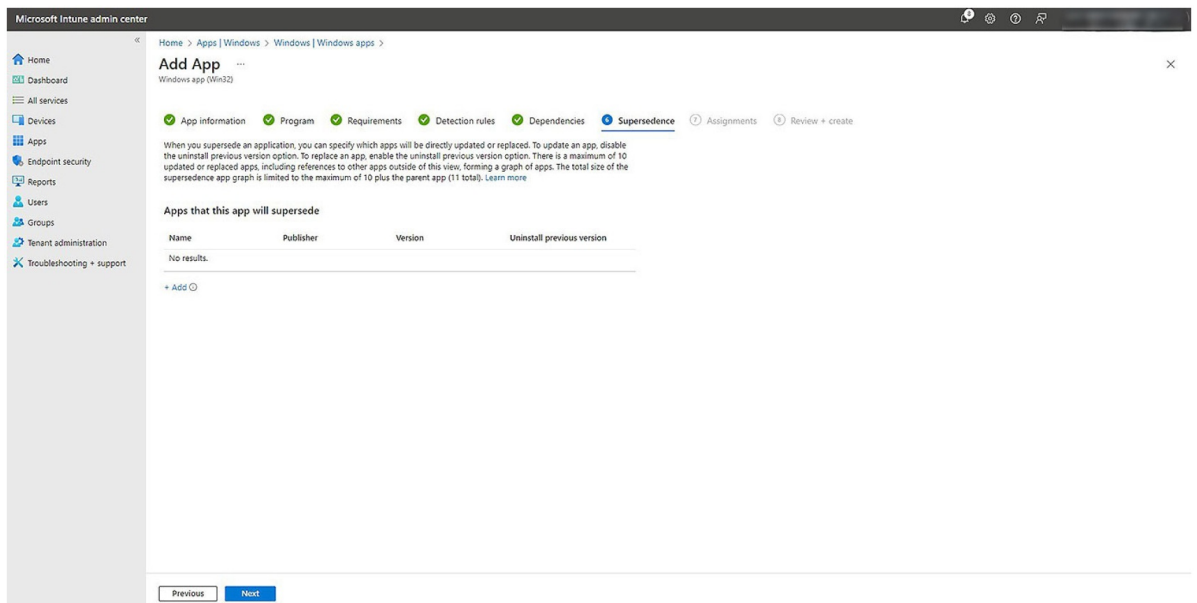 Microsoft Intune admin center
Home
Dashboard
All services
Devices
Apps
Endpoint security
Reports
Users
Groups
Tenant administration
Troubleshooting + support
Home > Apps | Windows > Windows | Windows apps >
Add App ...
Windows app (Win32)
App information Program Requirements Detection rules Dependencies 6 Supersedence 7 Assignments 8 Review + create
When you supersede an application, you can specify which apps will be directly updated or replaced. To update an app, disable
the uninstall previous version option. To replace an app, enable the uninstall previous version option. There is a maximum of 10
updated or replaced apps, including references to other apps outside of this view, forming a graph of apps. The total size of the
supersedence app graph is limited to the maximum of 10 plus the parent app (11 total). Learn more
Apps that this app will supersede
Name Publisher Version Uninstall previous version
No results.
+ Add
Previous Next